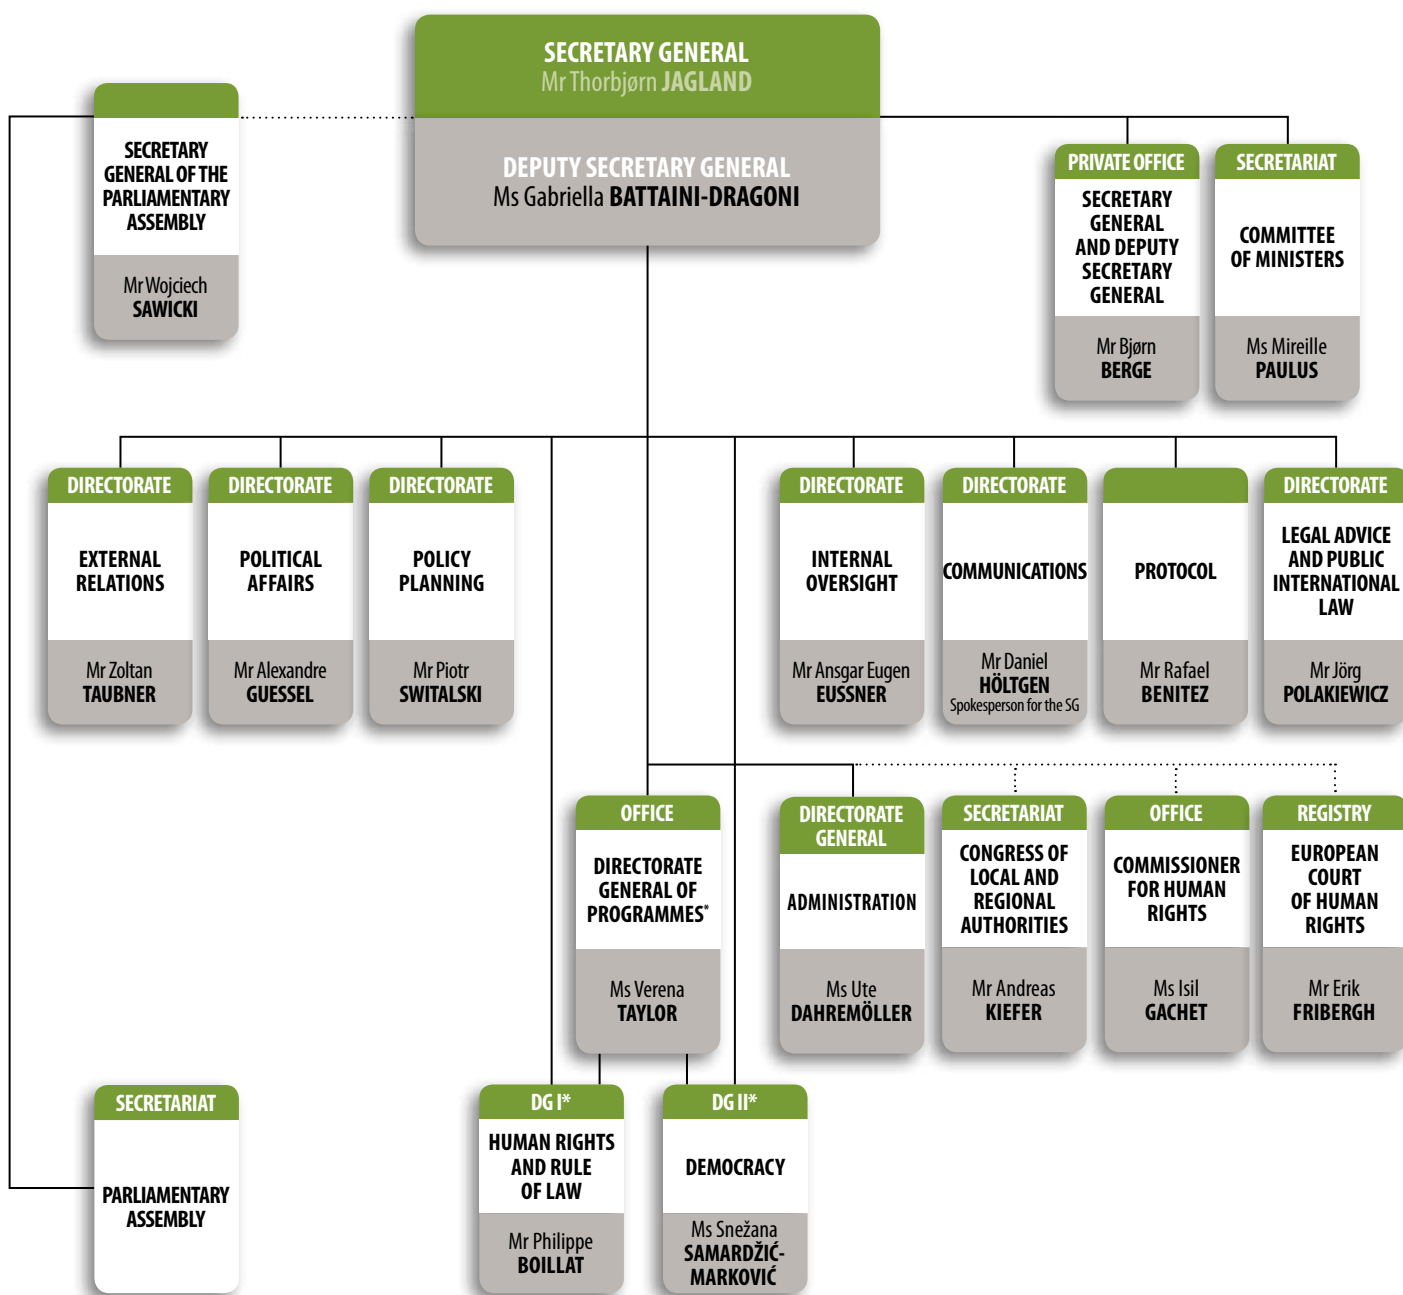 SECRETARY GENERAL
Mr Thorbjørn JAGLAND
DEPUTY SECRETARY GENERAL
Ms Gabriella BATTAINI-DRAGONI
SECRETARY
GENERAL OF THE
PARLIAMENTARY
ASSEMBLY
Mr Wojciech
SAWICKI
PRIVATE OFFICE
SECRETARY
GENERAL
AND DEPUTY
SECRETARY
GENERAL
Mr Bjørn
BERGE
SECRETARIAT
COMMITTEE
OF MINISTERS
Ms Mireille
PAULUS
DIRECTORATE
EXTERNAL
RELATIONS
Mr Zoltan
TAUBNER
DIRECTORATE
POLITICAL
AFFAIRS
Mr Alexandre
GUESSEL
DIRECTORATE
POLICY
PLANNING
Mr Piotr
SWITALSKI
DIRECTORATE
INTERNAL
OVERSIGHT
Mr Ansgar Eugen
EUSSNER
DIRECTORATE
COMMUNICATIONS
Mr Daniel
HÖLTGEN
Spokesperson for the SG
PROTOCOL
Mr Rafael
BENITEZ
DIRECTORATE
LEGAL ADVICE
AND PUBLIC
INTERNATIONAL
LAW
Mr Jörg
POLAKIEWICZ
OFFICE
DIRECTORATE
GENERAL OF
PROGRAMMES*
Ms Verena
TAYLOR
DIRECTORATE
GENERAL
ADMINISTRATION
Ms Ute
DAHREMÖLLER
SECRETARIAT
CONGRESS OF
LOCAL AND
REGIONAL
AUTHORITIES
Mr Andreas
KIEFER
OFFICE
COMMISSIONER
FOR HUMAN
RIGHTS
Ms Isil
GACHET
REGISTRY
EUROPEAN
COURT
OF HUMAN
RIGHTS
Mr Erik
FRIBERGH
SECRETARIAT
PARLIAMENTARY
ASSEMBLY
DG I*
HUMAN RIGHTS
AND RULE
OF LAW
Mr Philippe
BOILLAT
DG II*
DEMOCRACY
Ms Snežana
SAMARDŽIĆ-
MARKOVIĆ